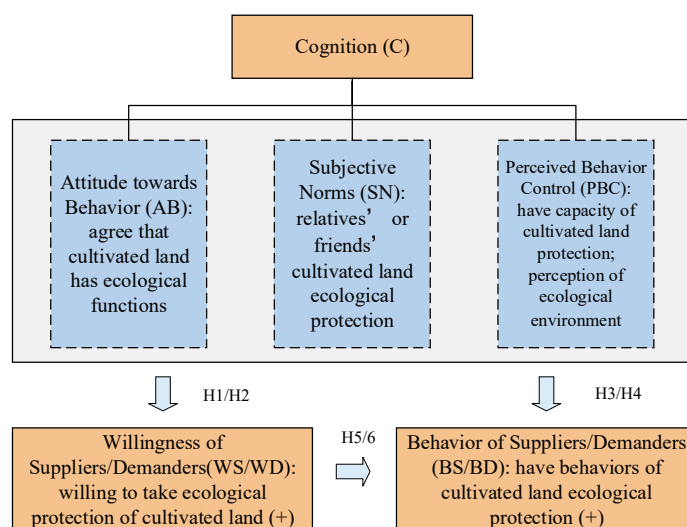 Cognition (C)
Attitude towards
Behavior (AB):
agree that
cultivated land
has ecological
functions
Subjective
Norms (SN):
relatives’ or
friends’
cultivated land
ecological
protection
Perceived Behavior
Control (PBC):
have capacity of
cultivated land
protection;
perception of
ecological
environment
H1/H2
H3/H4
Willingness of
Suppliers/Demanders(WS/WD):
willing to take ecological
protection of cultivated land (+)
H5/6
Behavior of Suppliers/Demanders
(BS/BD): have behaviors of
cultivated land ecological
protection (+)